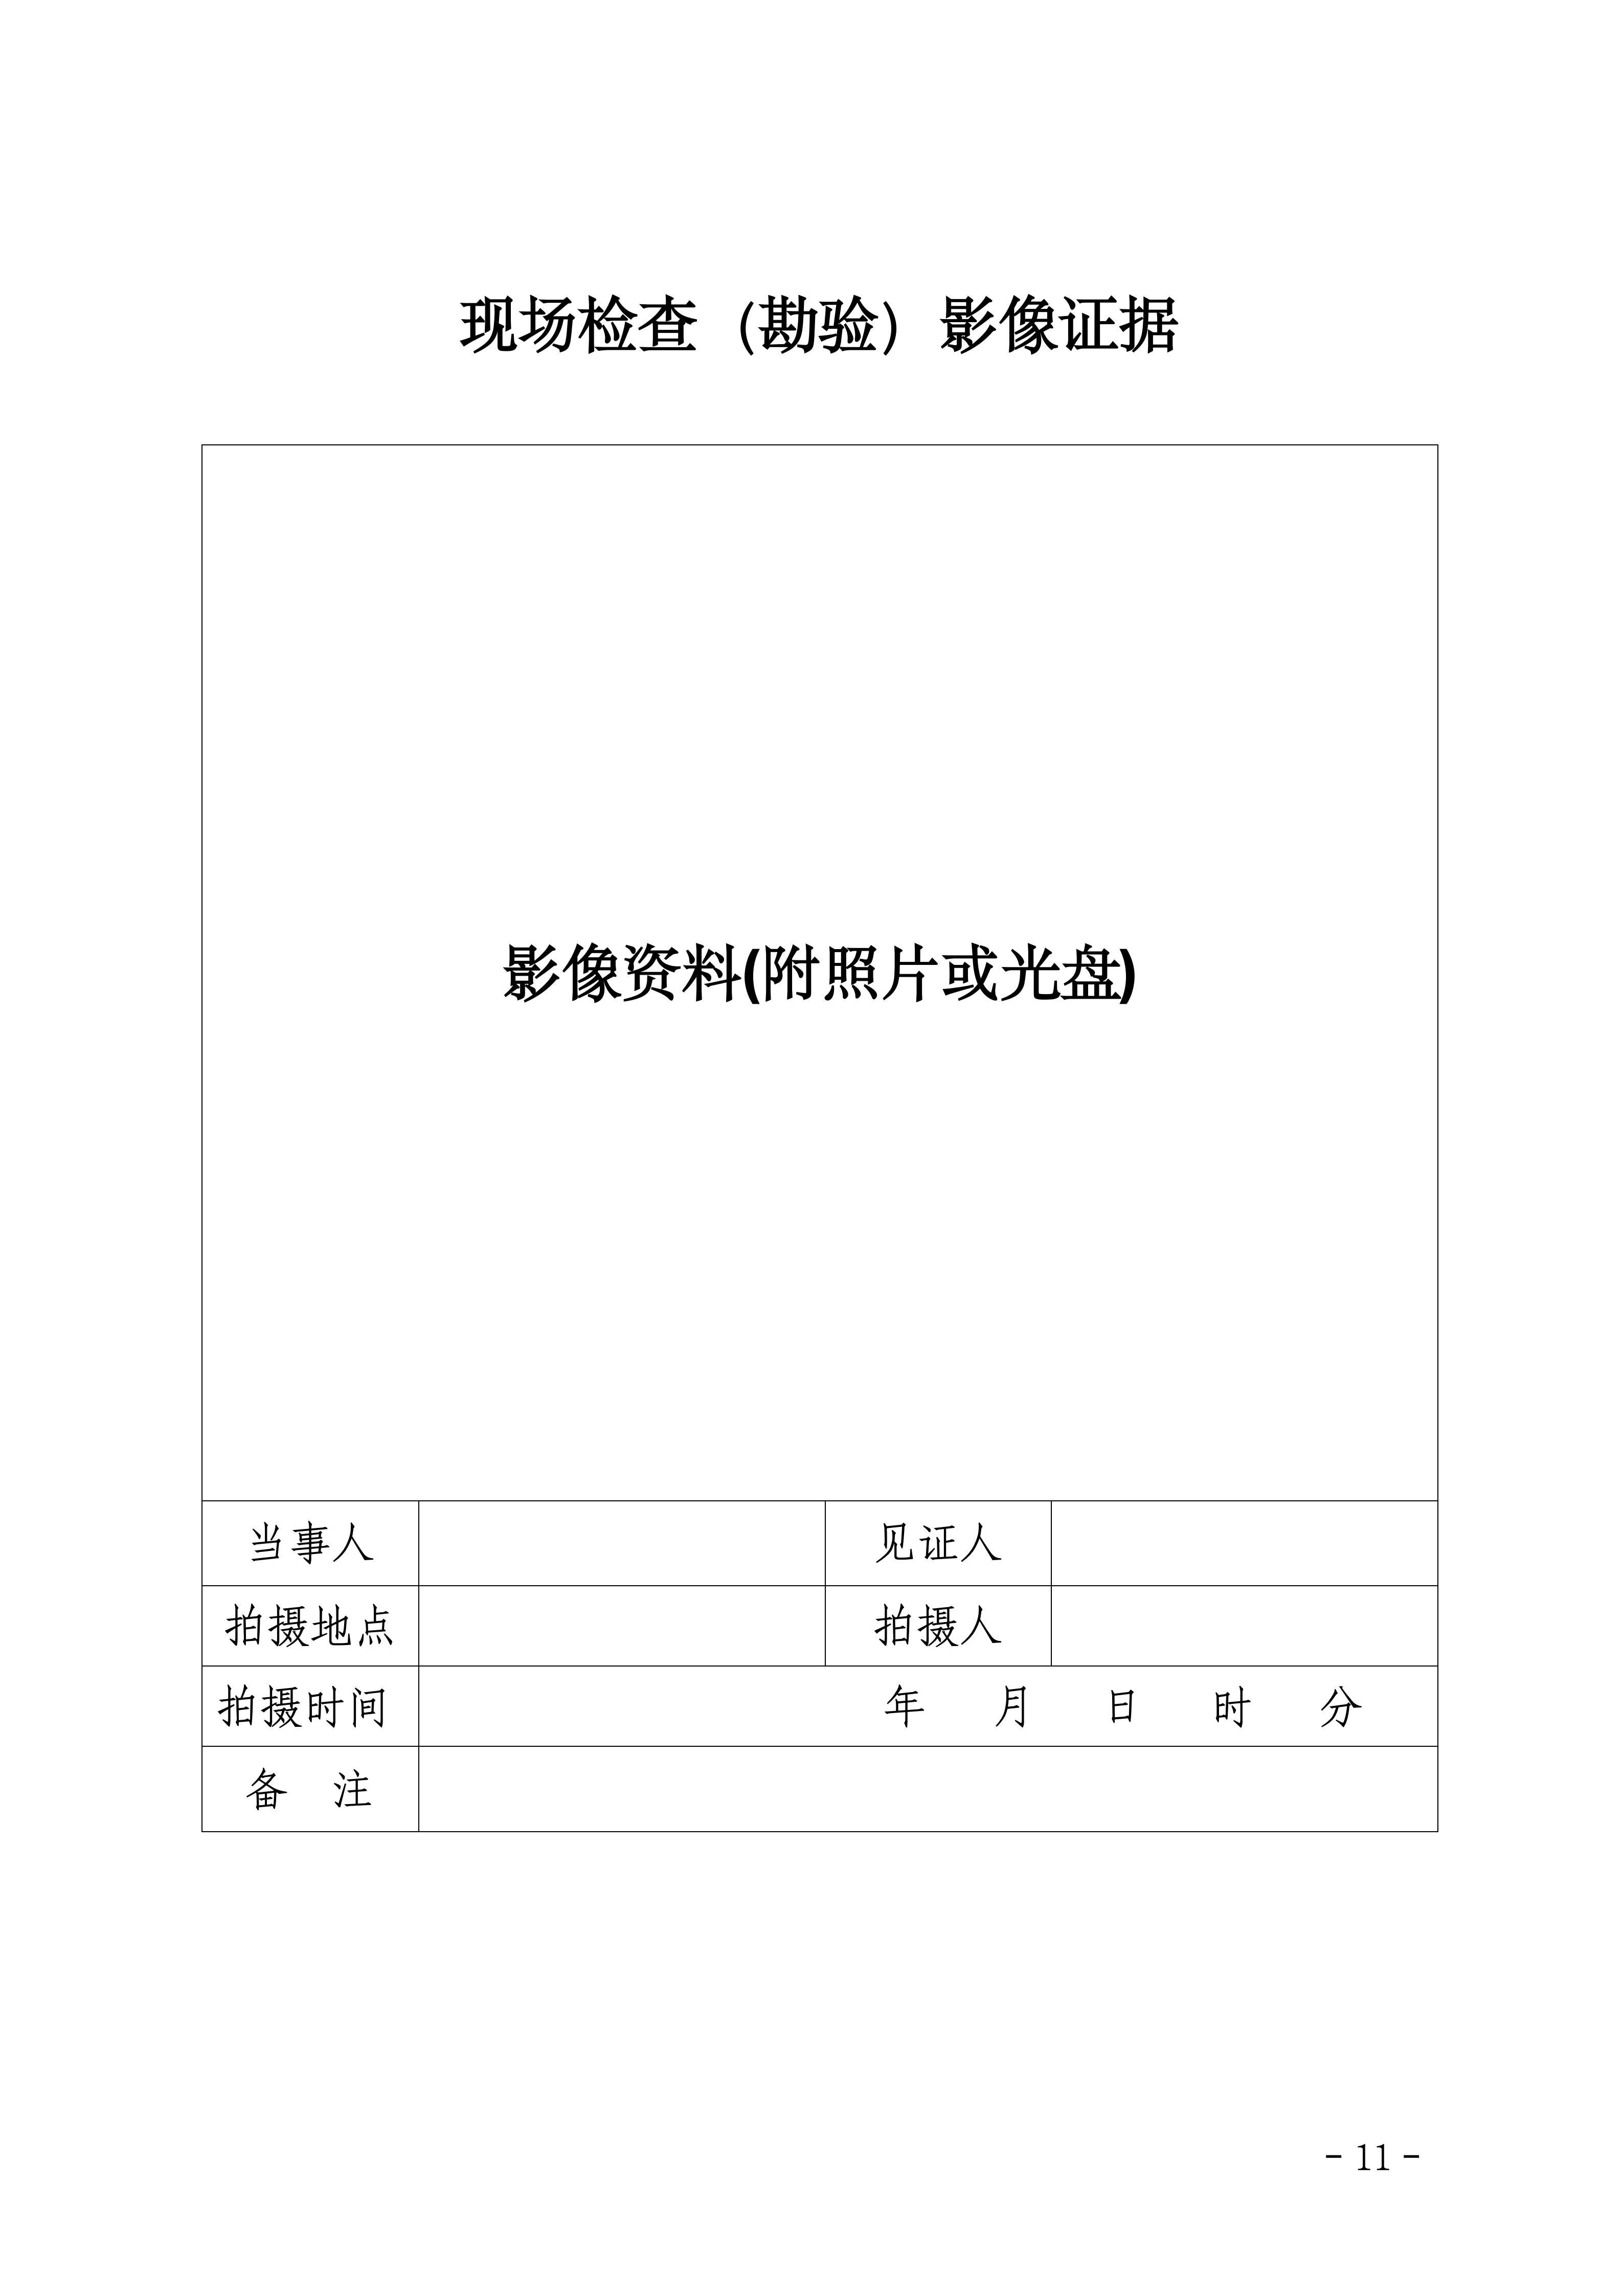 现场检查（勘验）影像证据
影像资料(附照片或光盘)
当事人 见证人
拍摄地点 拍摄人
拍摄时间 年 月 日 时 分
备 注
- 11 -